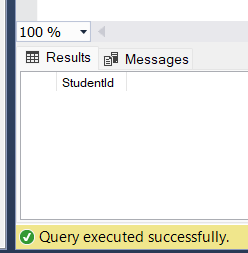 100 %
Results Messages
StudentId
Query executed successfully.